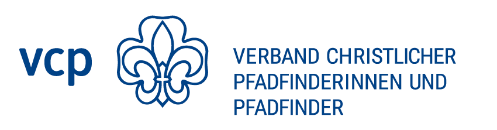 vcp
VERBAND CHRISTLICHER
PFADFINDERINNEN UND
PFADFINDER